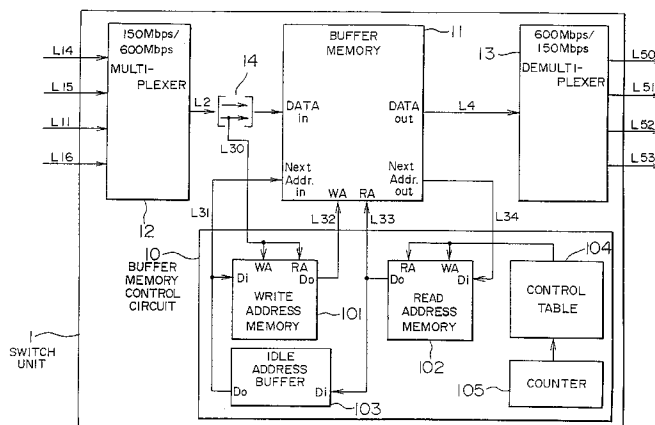 150Mbps/
600Mbps
MULTI-
PLEXER
12
L14
L15
L11
L16
L2
14
L30
BUFFER
MEMORY
11
DATA
in
DATA
out
Next
Addr.
in
Next
Addr.
out
WA RA
L4
600Mbps
/150Mbps
13
DEMULTI-
PLEXER
L50
L51
L52
L53
L31
L32
L33
L34
10
BUFFER
MEMORY
CONTROL
CIRCUIT
WA RA
Di Do
WRITE
ADDRESS
MEMORY
101
RA WA
Do Di
READ
ADDRESS
MEMORY
102
104
CONTROL
TABLE
105
COUNTER
IDLE
ADDRESS
BUFFER
Do Di
103
1
SWITCH
UNIT